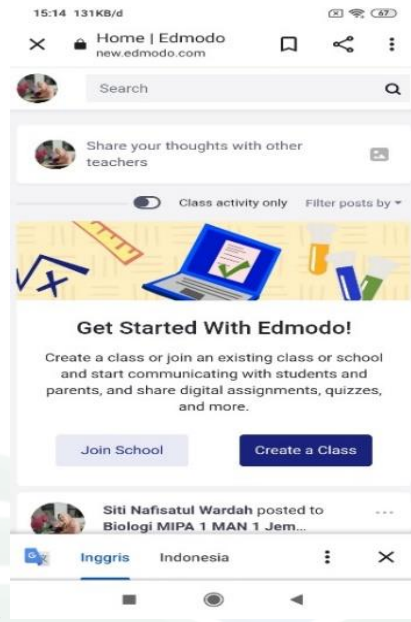 15:14 131KB/d
67
Home | Edmodo
new.edmodo.com
Search
Share your thoughts with other
teachers
Class activity only Filter posts by
Get Started With Edmodo!
Create a class or join an existing class or school
and start communicating with students and
parents, and share digital assignments, quizzes,
and more.
Join School Create a Class
Siti Nafisatul Wardah posted to
Biologi MIPA 1 MAN 1 Jem...
Inggris Indonesia